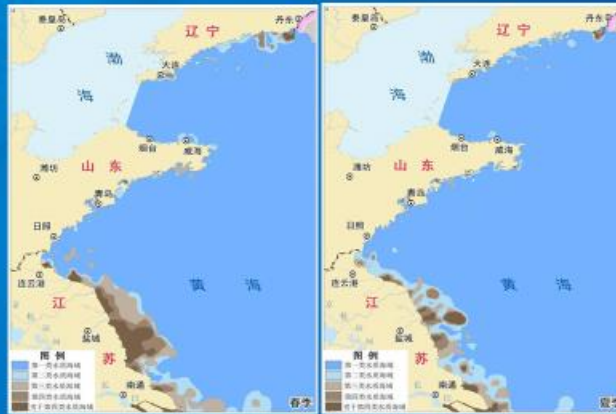 秦皇岛
辽宁
丹东
渤
大连
海
烟台
威海
山东
潍坊
青岛
日照
黄海
连云港
江
盐城
苏
南通
图例
第一类水质海域
第二类水质海域
第三类水质海域
第四类水质海域
劣于第四类水质海域
春季
秦皇岛
辽宁
丹东
渤
大连
海
烟台
威海
山东
潍坊
青岛
日照
黄海
连云港
江
盐城
苏
南通
图例
第一类水质海域
第二类水质海域
第三类水质海域
第四类水质海域
劣于第四类水质海域